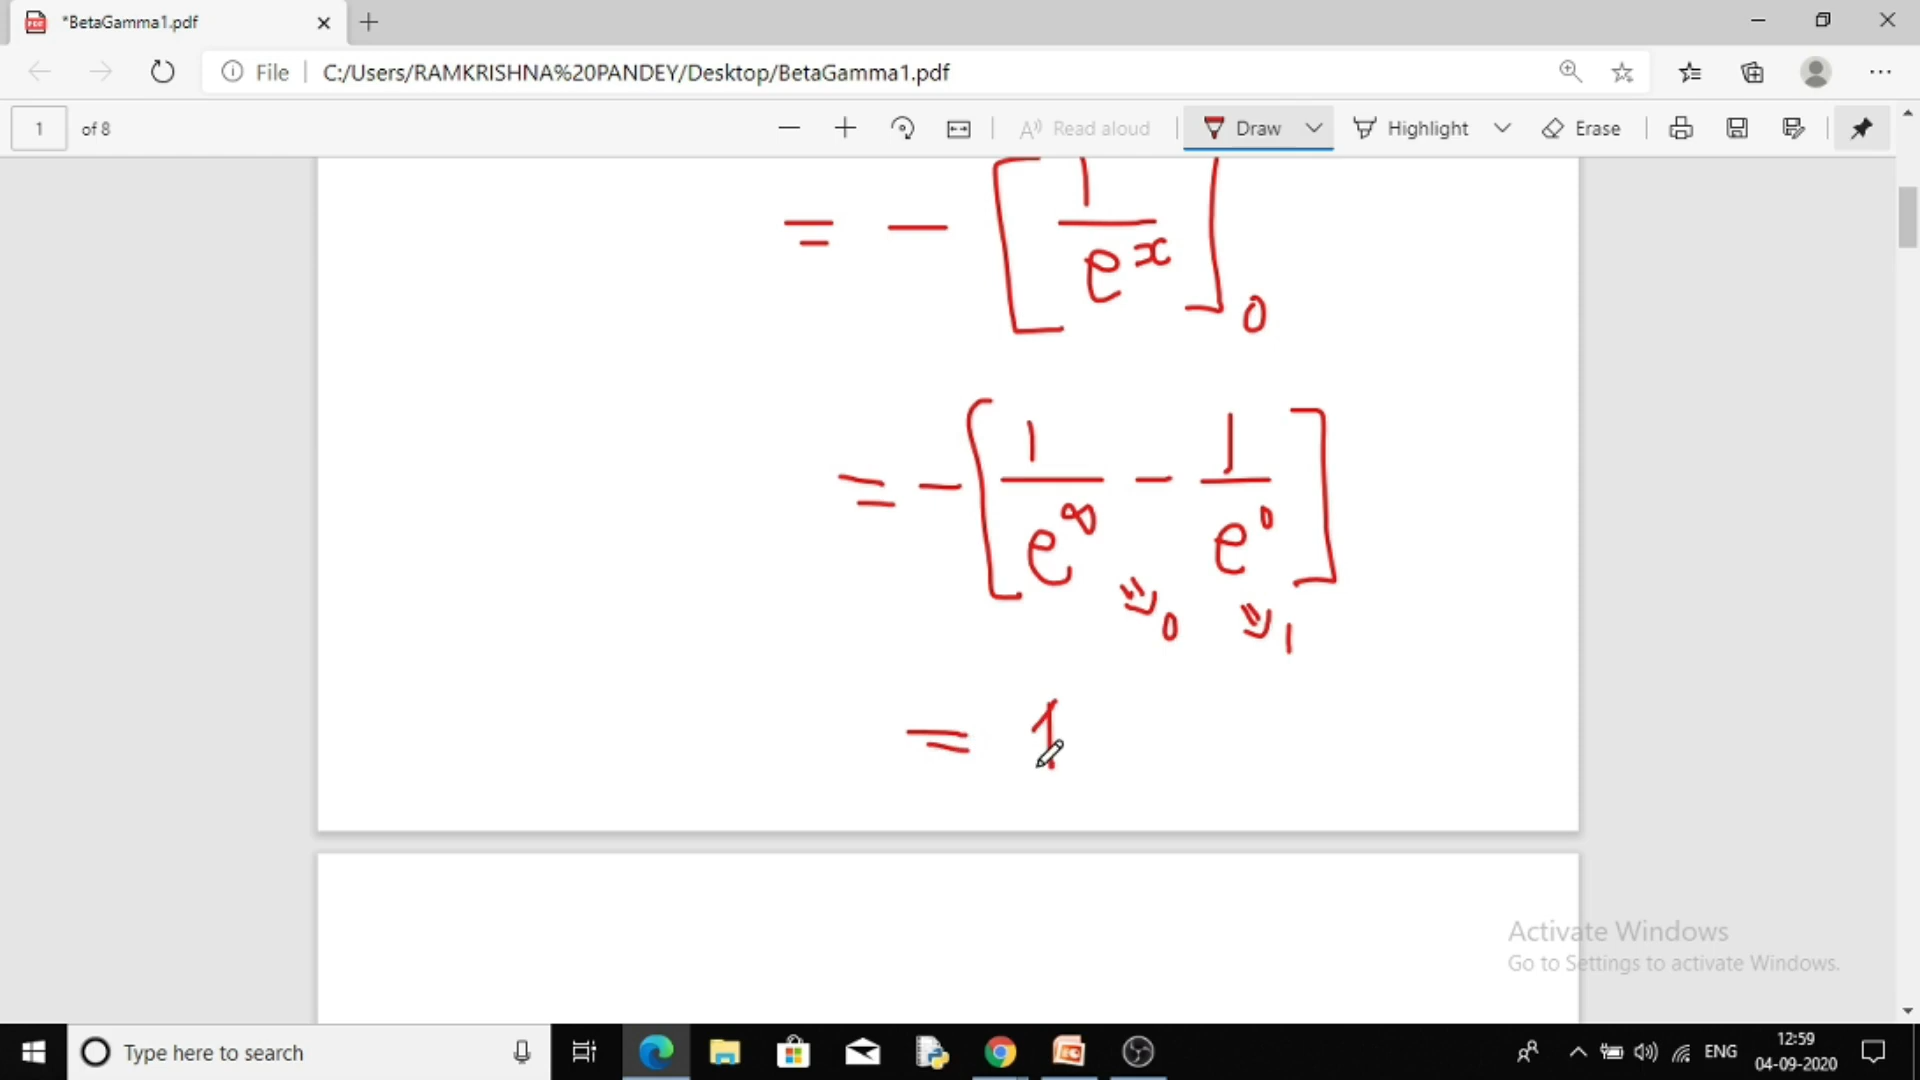 *BetaGamma1.pdf
File C:/Users/RAMKRISHNA%20PANDEY/Desktop/BetaGamma1.pdf
1 of 8 Read aloud Draw Highlight Erase
= - [1/e^x]_0
= - [1/e^∞ - 1/e^0]
0 1
= 1
Activate Windows
Go to Settings to activate Windows.
Type here to search
ENG
12:59
04-09-2020